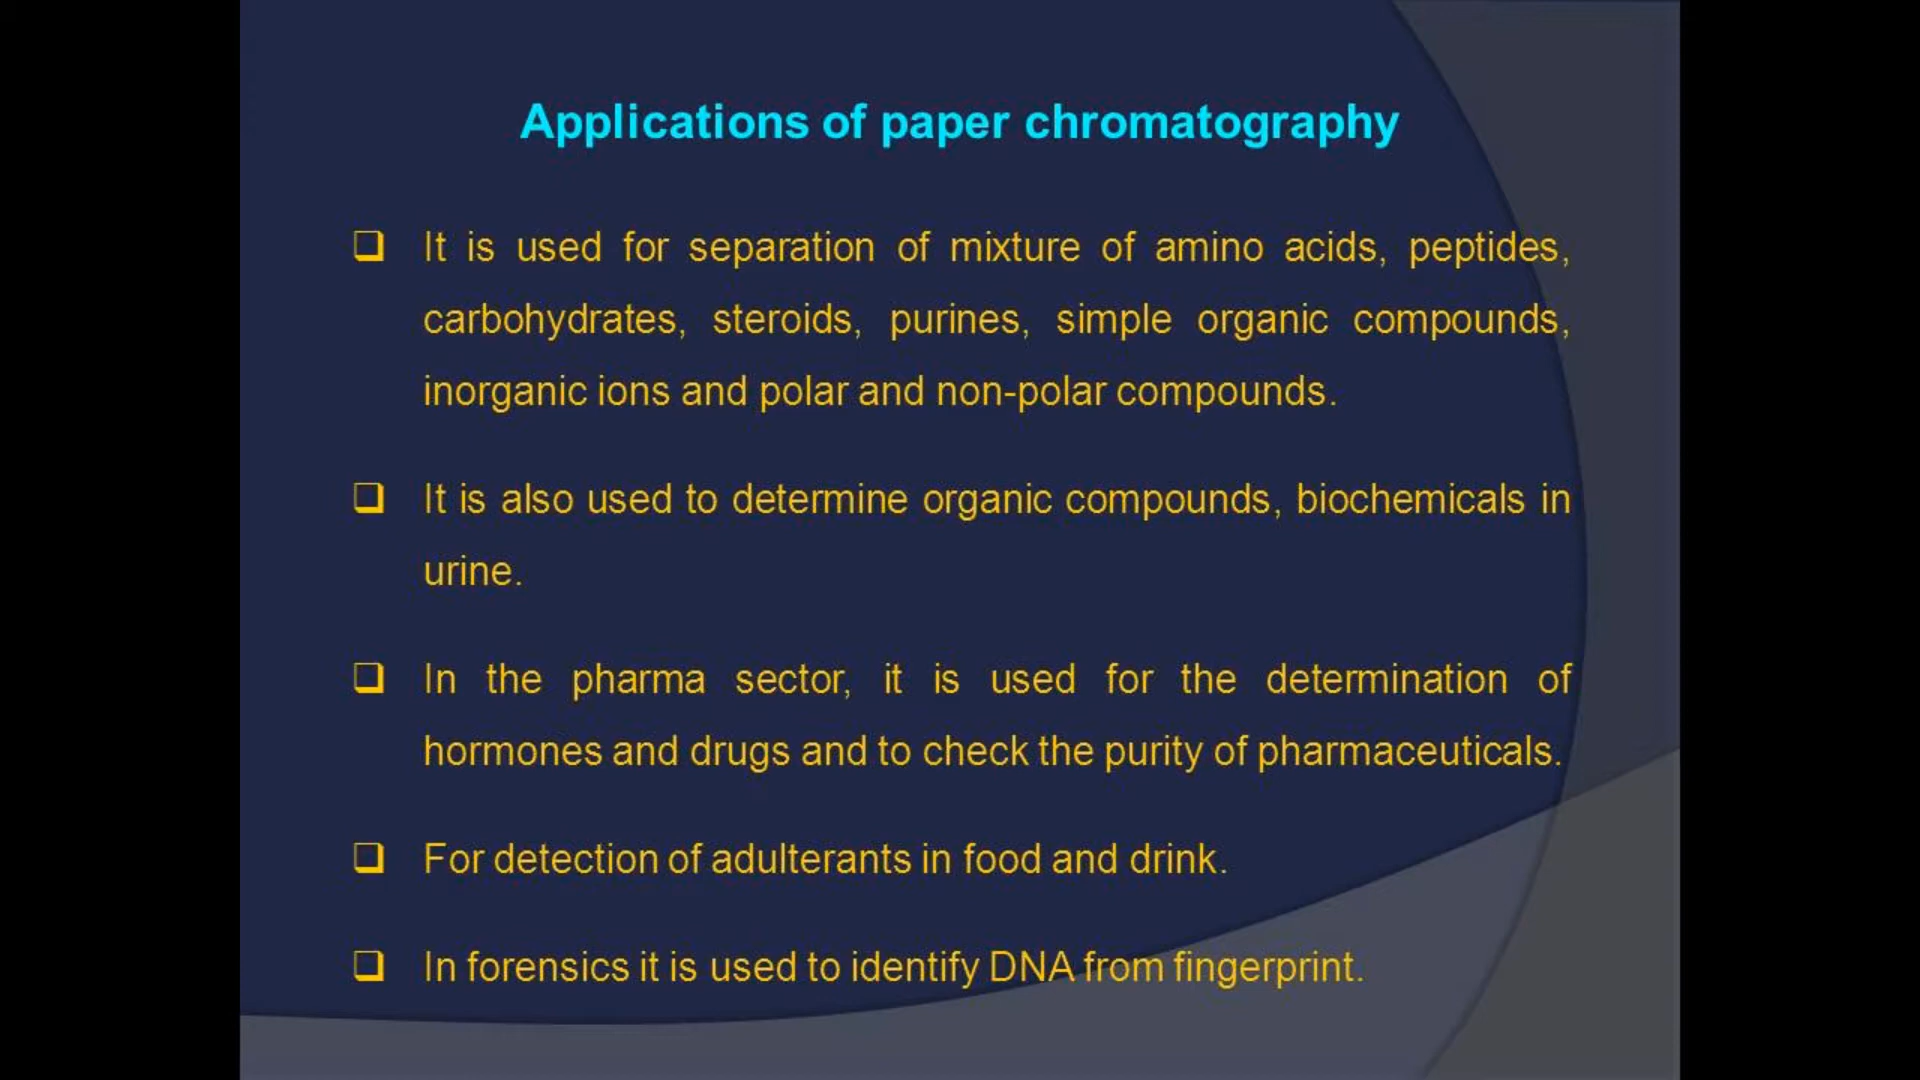 Applications of paper chromatography
It is used for separation of mixture of amino acids, peptides,
carbohydrates, steroids, purines, simple organic compounds,
inorganic ions and polar and non-polar compounds.
It is also used to determine organic compounds, biochemicals in
urine.
In the pharma sector, it is used for the determination of
hormones and drugs and to check the purity of pharmaceuticals.
For detection of adulterants in food and drink.
In forensics it is used to identify DNA from fingerprint.